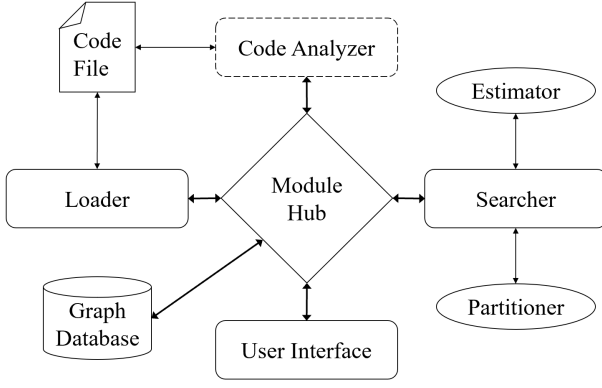 Code
File
Code Analyzer
Estimator
Loader
Module
Hub
Searcher
Graph
Database
Partitioner
User Interface